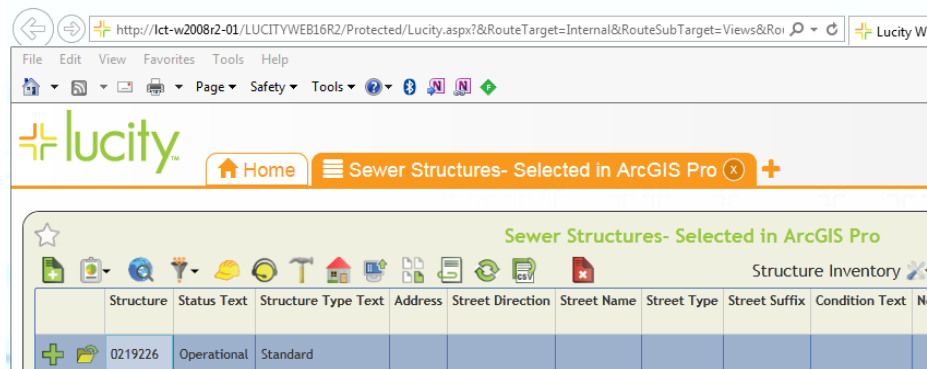 http://lct-w2008r2-01/LUCITYWEB16R2/Protected/Lucity.aspx?&RouteTarget=Internal&RouteSubTarget=Views&Rou Lucity W
File Edit View Favorites Tools Help
Page Safety Tools
lucity™
Home Sewer Structures- Selected in ArcGIS Pro x
Sewer Structures- Selected in ArcGIS Pro
CSV Structure Inventory
Structure Status Text Structure Type Text Address Street Direction Street Name Street Type Street Suffix Condition Text
0219226 Operational Standard